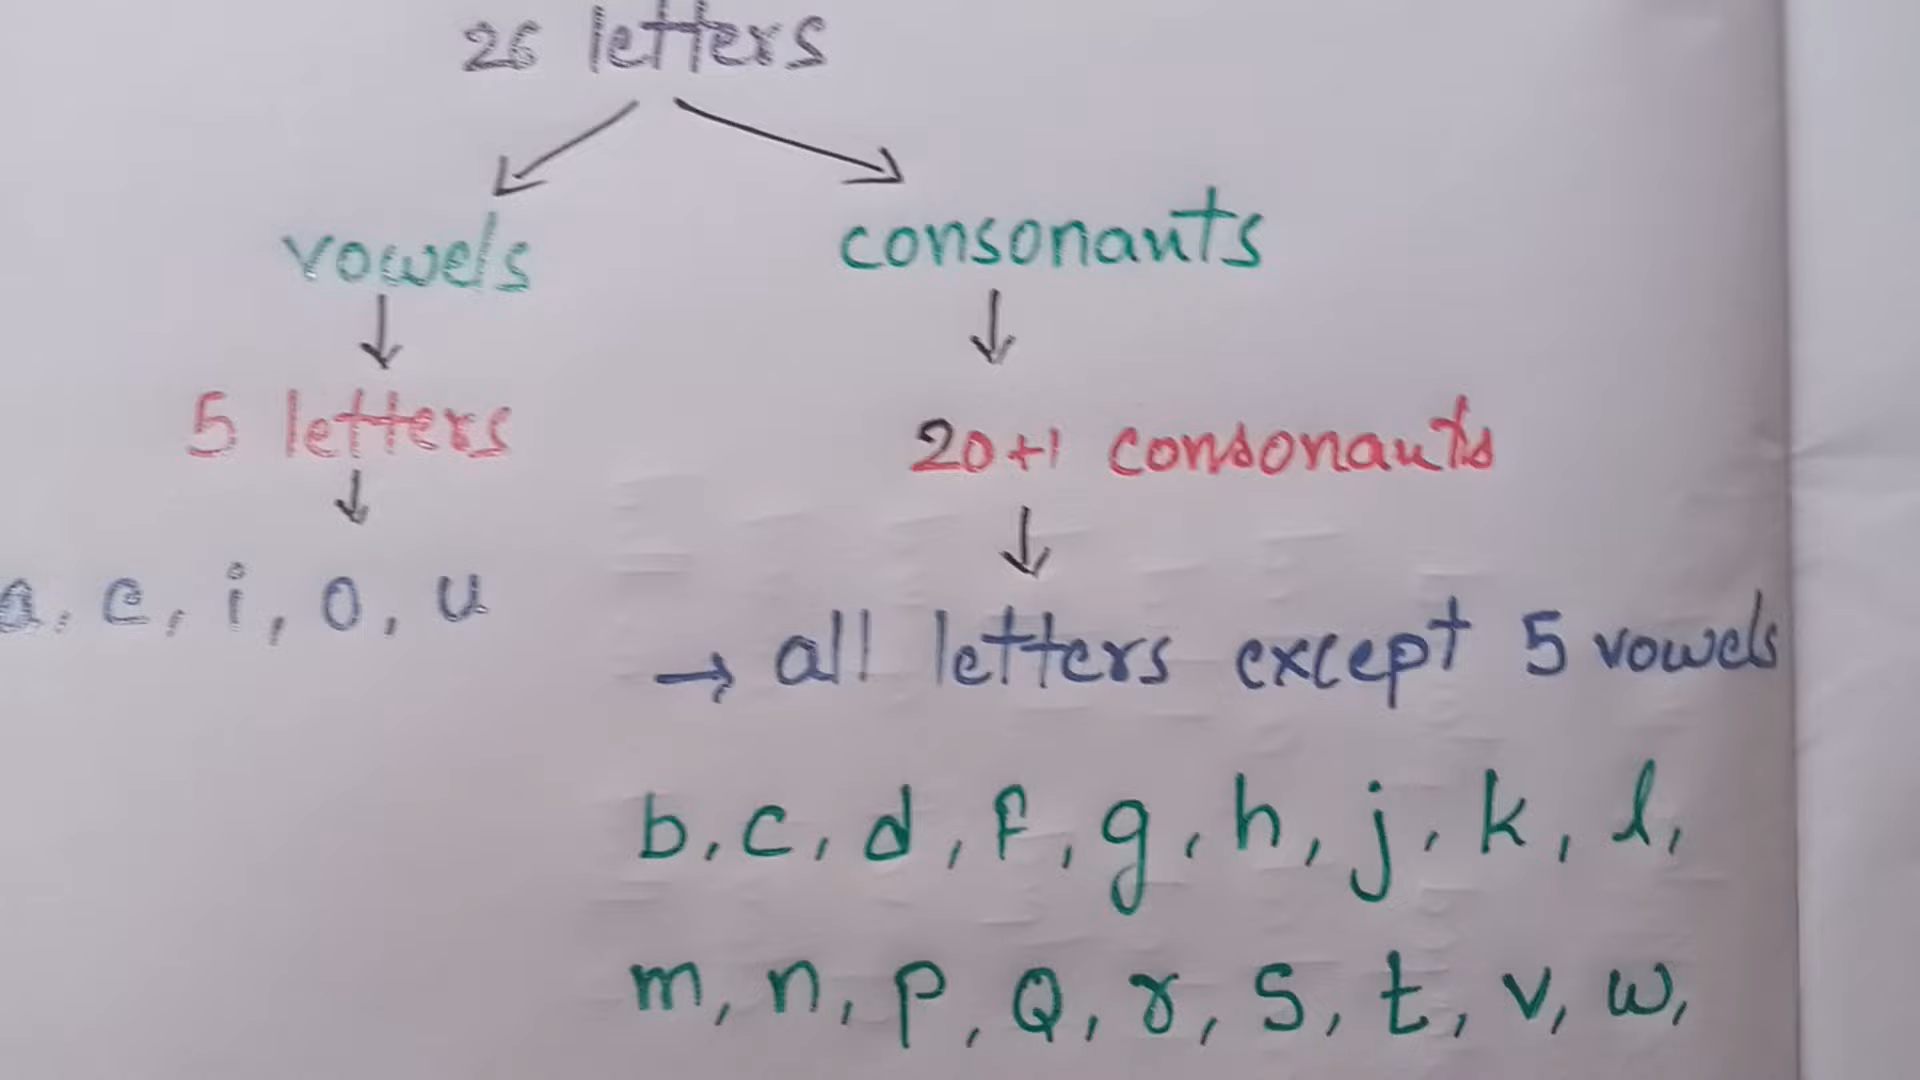 26 letters
vowels
consonants
5 letters
20+1 consonants
a, e, i, o, u
→ all letters except 5 vowels
b, c, d, f, g, h, j, k, l,
m, n, p, Q, r, S, t, v, w,